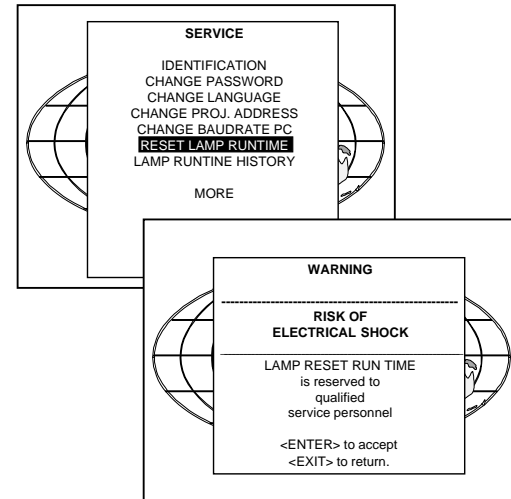 SERVICE
IDENTIFICATION
CHANGE PASSWORD
CHANGE LANGUAGE
CHANGE PROJ. ADDRESS
CHANGE BAUDRATE PC
RESET LAMP RUNTIME
LAMP RUNTINE HISTORY
MORE
WARNING
RISK OF
ELECTRICAL SHOCK
LAMP RESET RUN TIME
is reserved to
qualified
service personnel
<ENTER> to accept
<EXIT> to return.